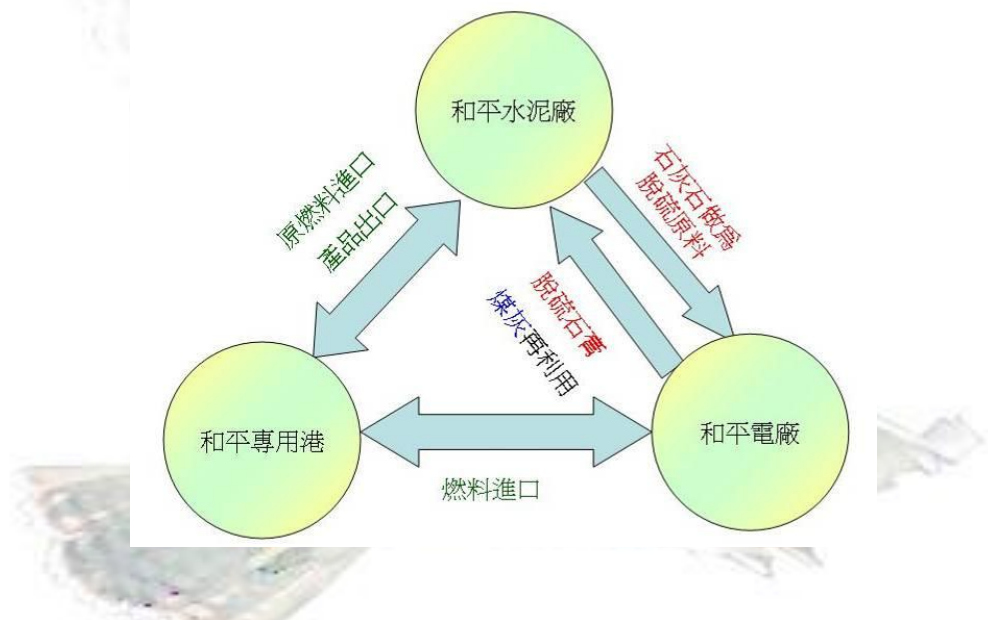 和平水泥廠
原燃料進口
產品出口
石灰石做為
脫硫原料
脫硫石膏
煤灰再利用
和平專用港
和平電廠
燃料進口